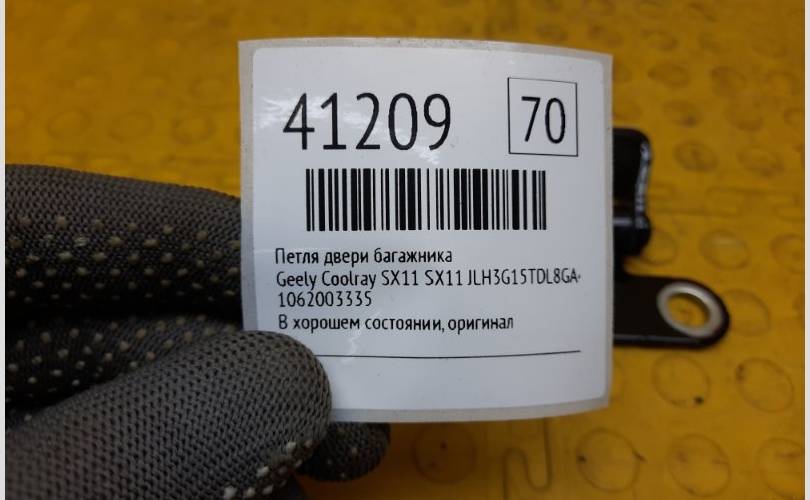 41209 70
Петля двери багажника
Geely Coolray SX11 SX11 JLH3G15TDL8GA-
1062003335
В хорошем состоянии, оригинал